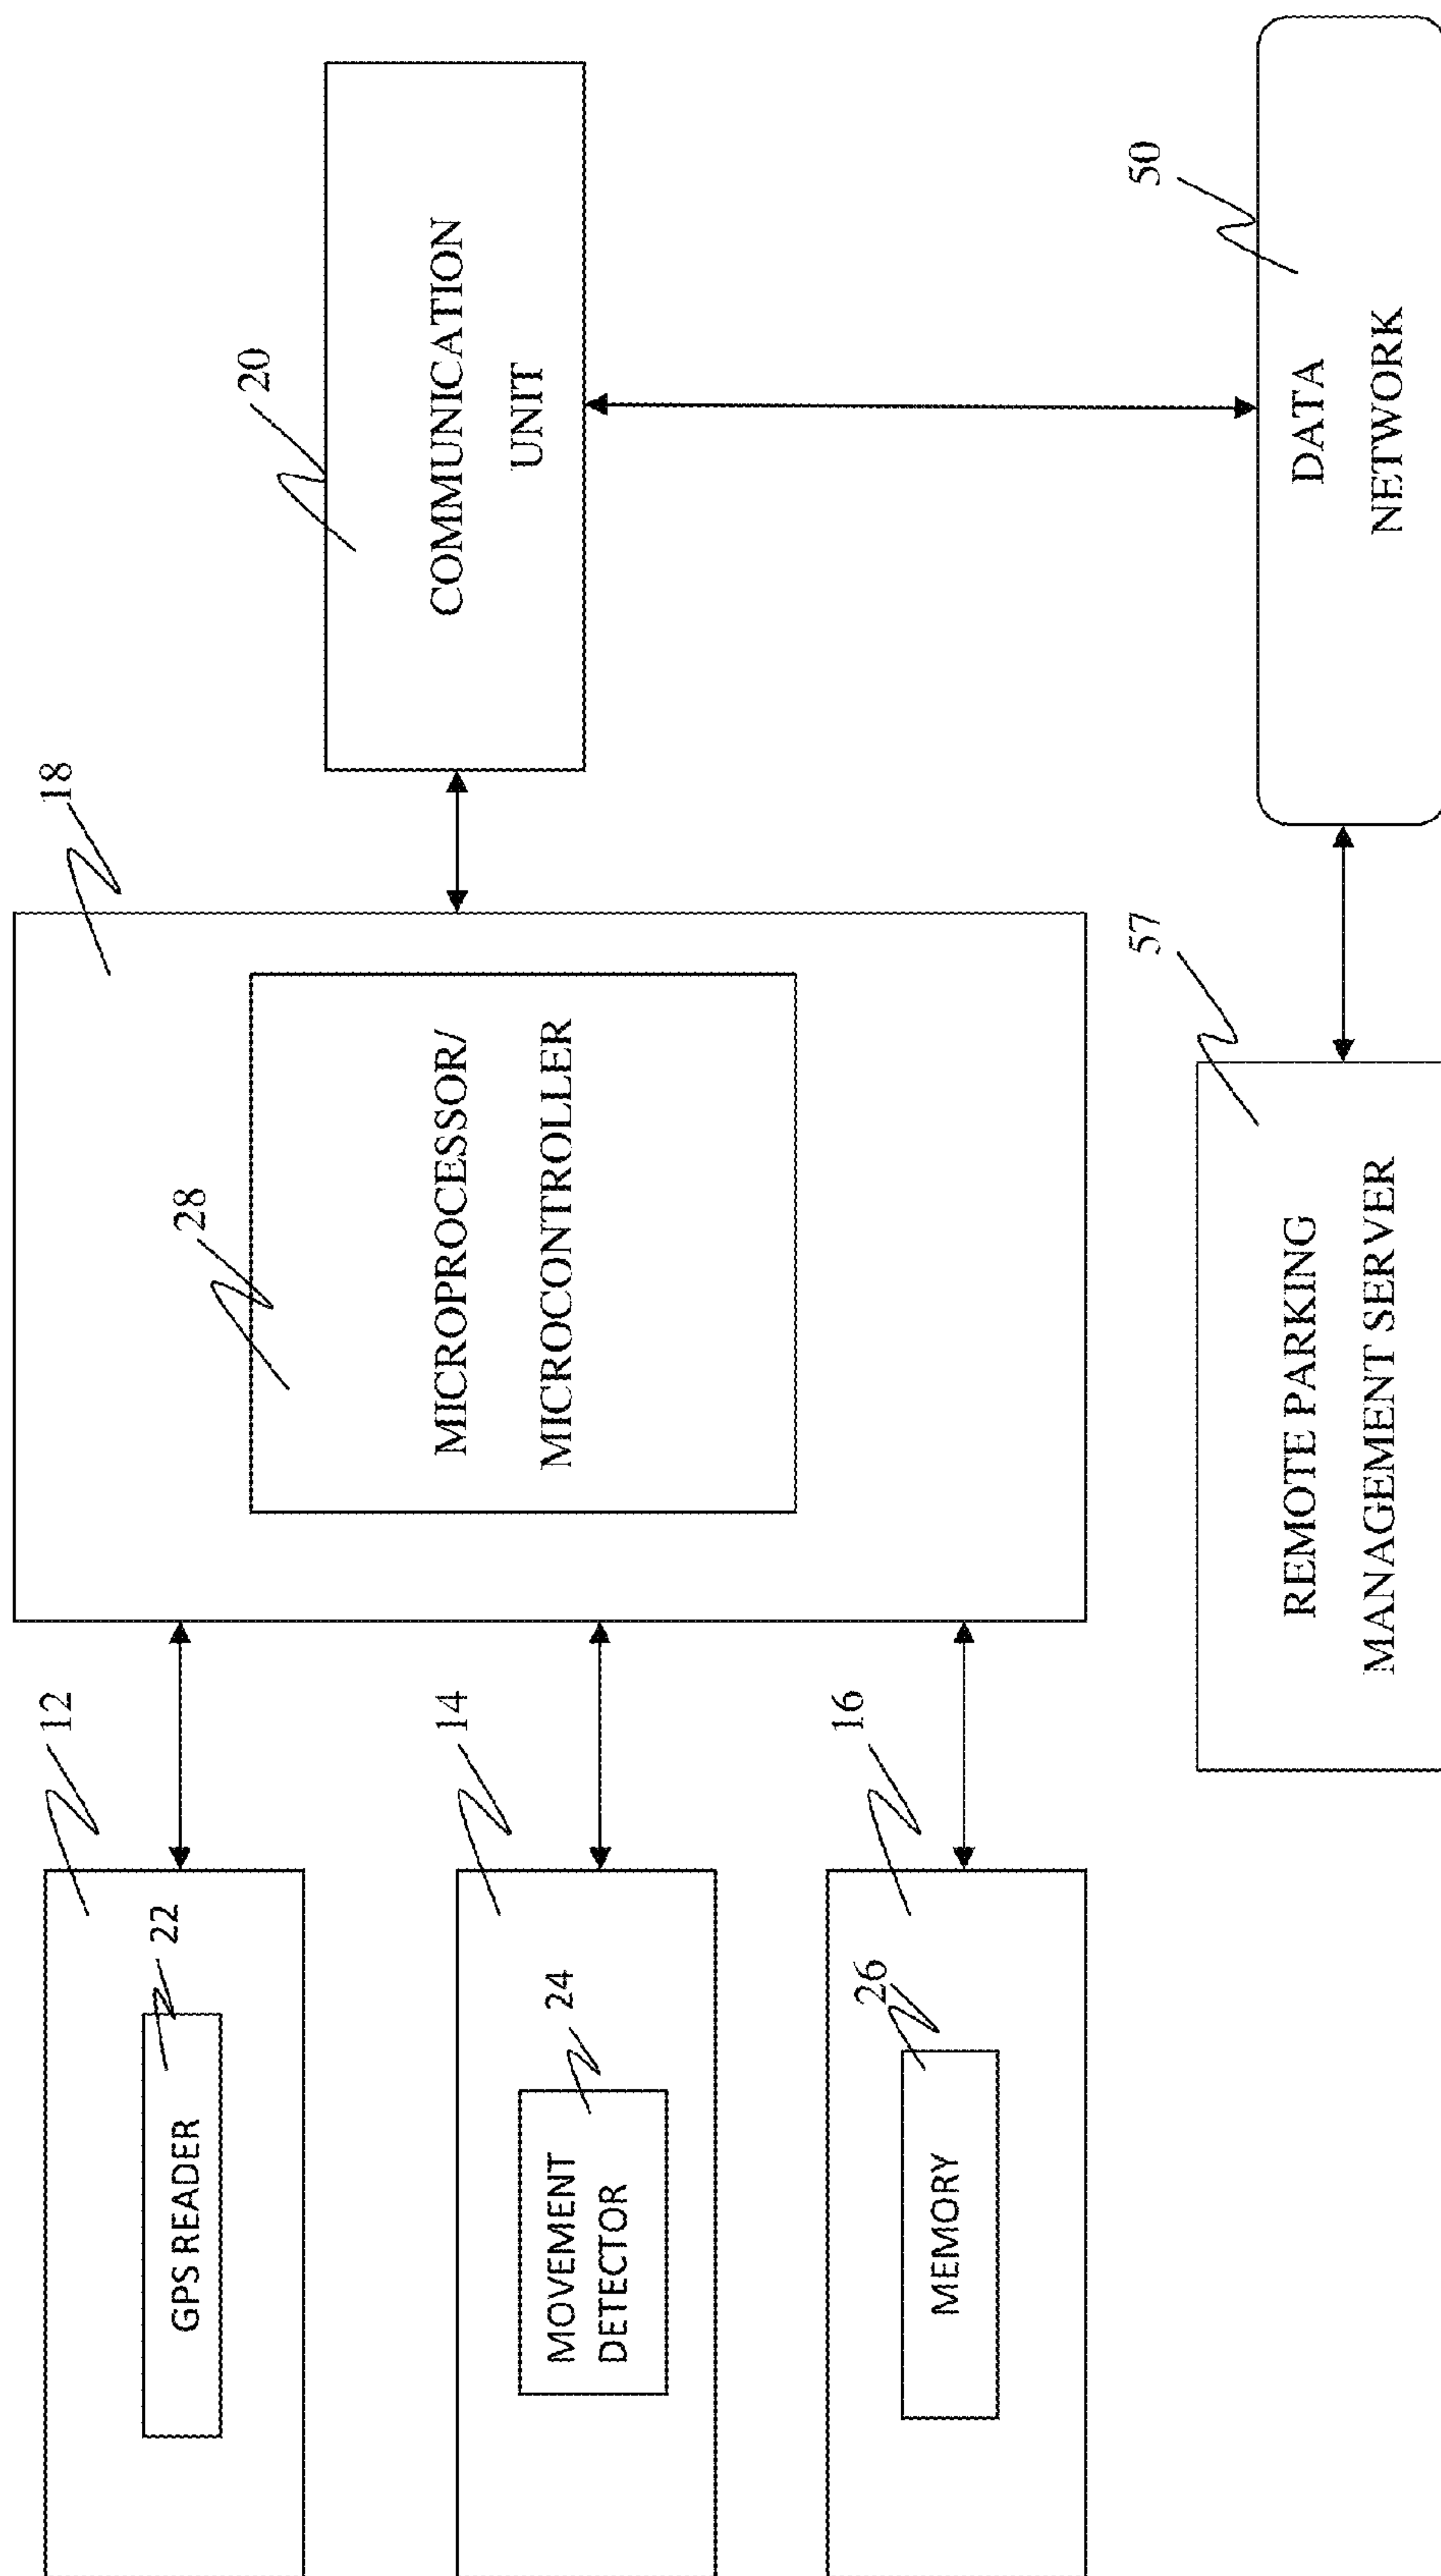 12
22
GPS READER
14
24
MOVEMENT
DETECTOR
16
26
MEMORY
18
28
MICROPROCESSOR/
MICROCONTROLLER
20
COMMUNICATION
UNIT
57
REMOTE PARKING
MANAGEMENT SERVER
50
DATA
NETWORK